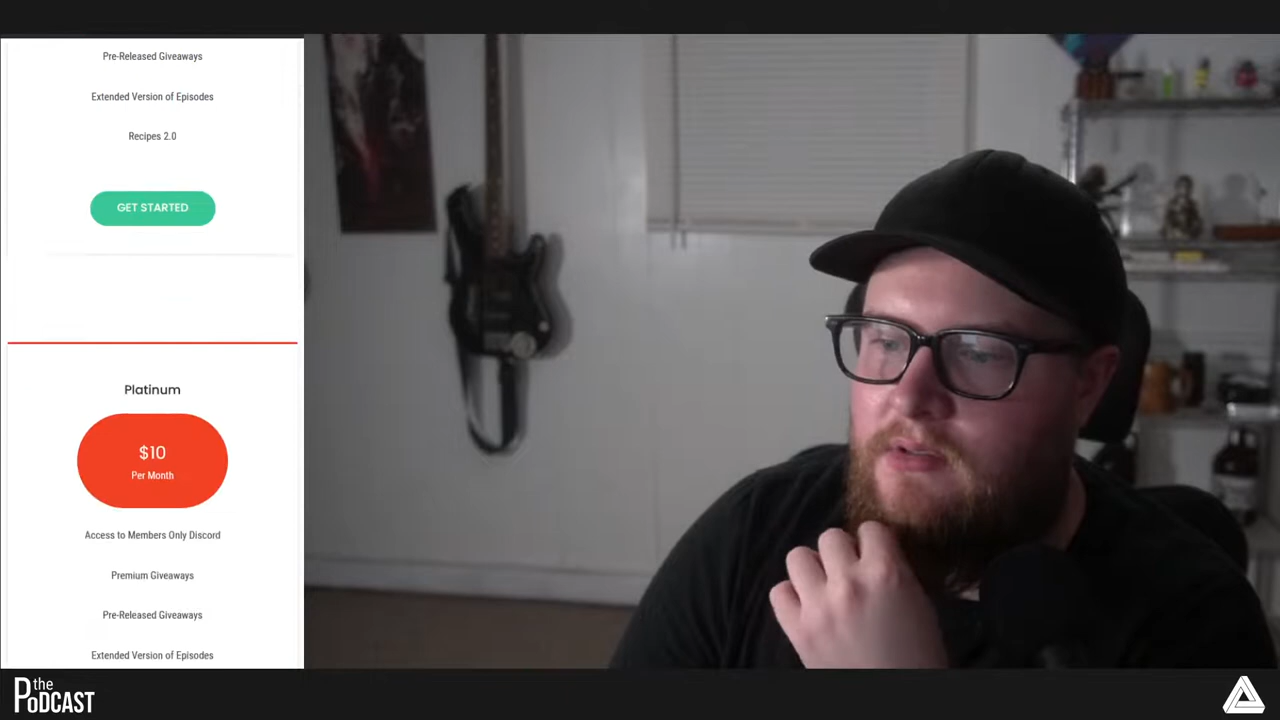 Pre-Released Giveaways
Extended Version of Episodes
Recipes 2.0
GET STARTED
Platinum
$10
Per Month
Access to Members Only Discord
Premium Giveaways
Pre-Released Giveaways
Extended Version of Episodes
the
PODCAST